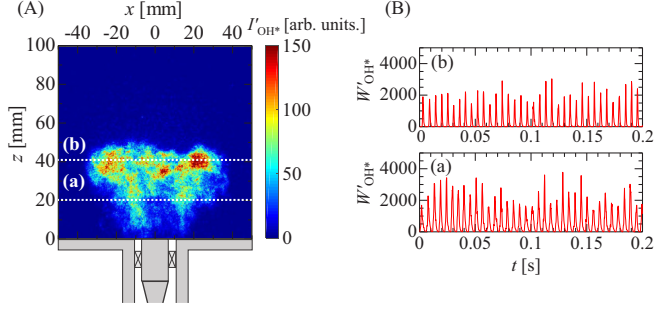 (A)
x [mm]
-40 -20 0 20 40
I'OH* [arb. units.]
100
80
60
40
20
0
z [mm]
(b)
(a)
150
100
50
0
(B)
(b)
W'OH*
4000
2000
0
0 0.05 0.1 0.15 0.2
(a)
W'OH*
4000
2000
0
0 0.05 0.1 0.15 0.2
t [s]